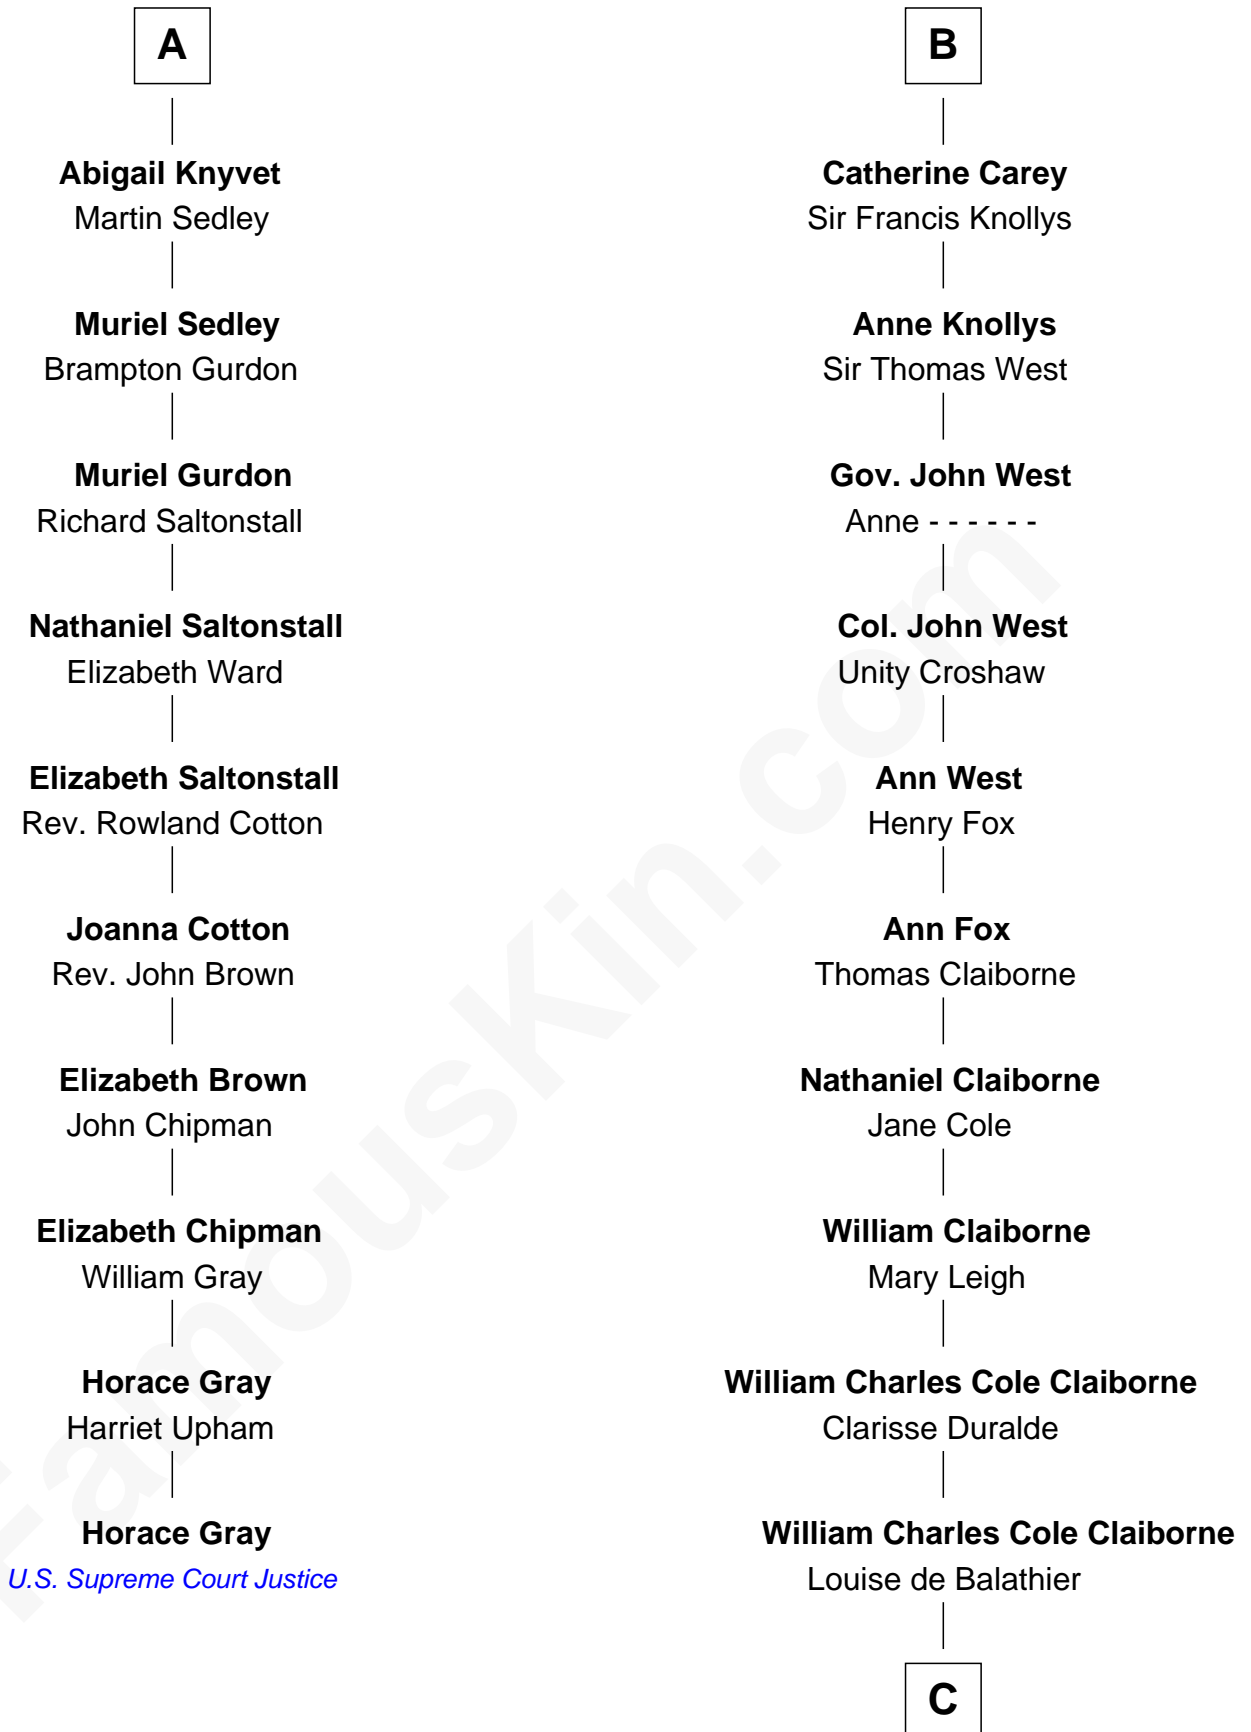 A
Abigail Knyvet
Martin Sedley
Muriel Sedley
Brampton Gurdon
Muriel Gurdon
Richard Saltonstall
Nathaniel Saltonstall
Elizabeth Ward
Elizabeth Saltonstall
Rev. Rowland Cotton
Joanna Cotton
Rev. John Brown
Elizabeth Brown
John Chipman
Elizabeth Chipman
William Gray
Horace Gray
Harriet Upham
Horace Gray
U.S. Supreme Court Justice
B
Catherine Carey
Sir Francis Knollys
Anne Knollys
Sir Thomas West
Gov. John West
Anne - - - - - -
Col. John West
Unity Croshaw
Ann West
Henry Fox
Ann Fox
Thomas Claiborne
Nathaniel Claiborne
Jane Cole
William Claiborne
Mary Leigh
William Charles Cole Claiborne
Clarisse Duralde
William Charles Cole Claiborne
Louise de Balathier
C
FamousKin.com